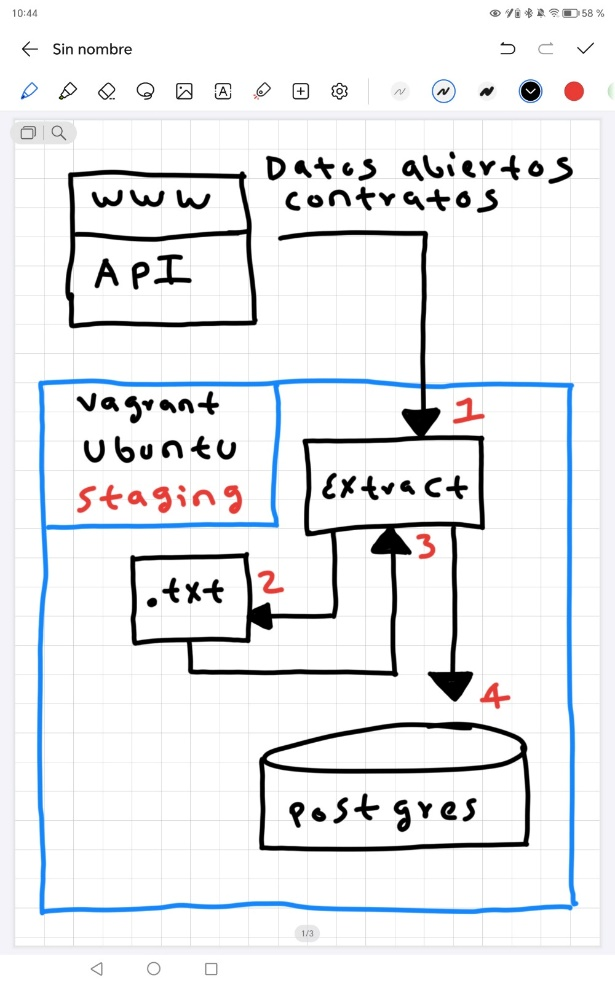 10:44
58 %
Sin nombre
A
Datos abiertos
contratos
www
API
vagrant
Ubuntu
staging
1
Extract
3
.txt
2
4
postgres
1/3